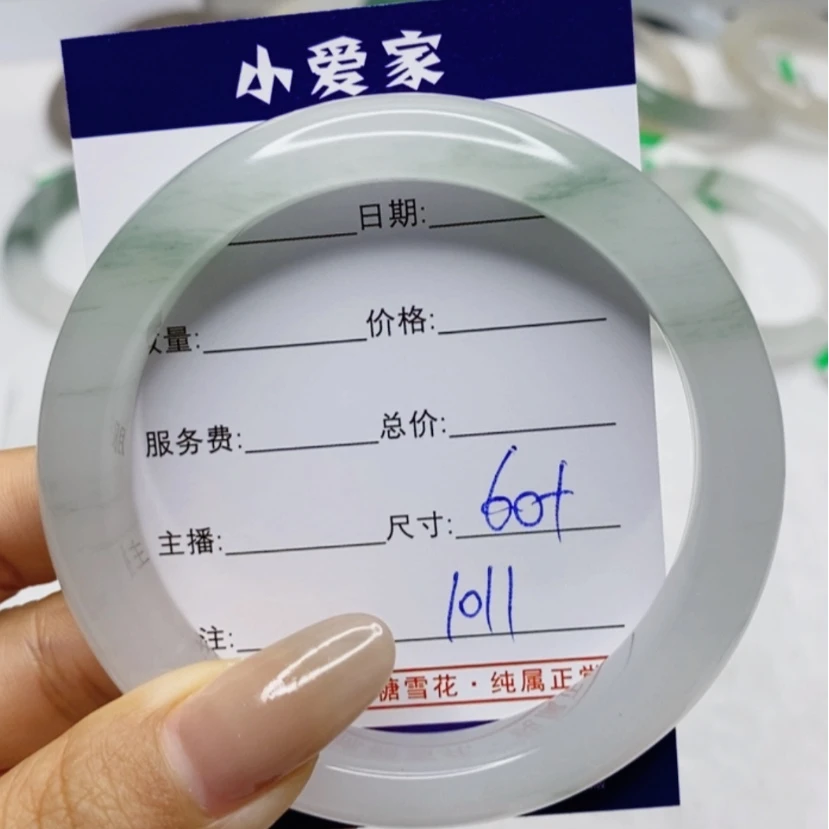 小爱家
日期:
量: 价格:
服务费: 总价:
主播: 尺寸: 60+
注: 1011
糖雪花·纯属正常